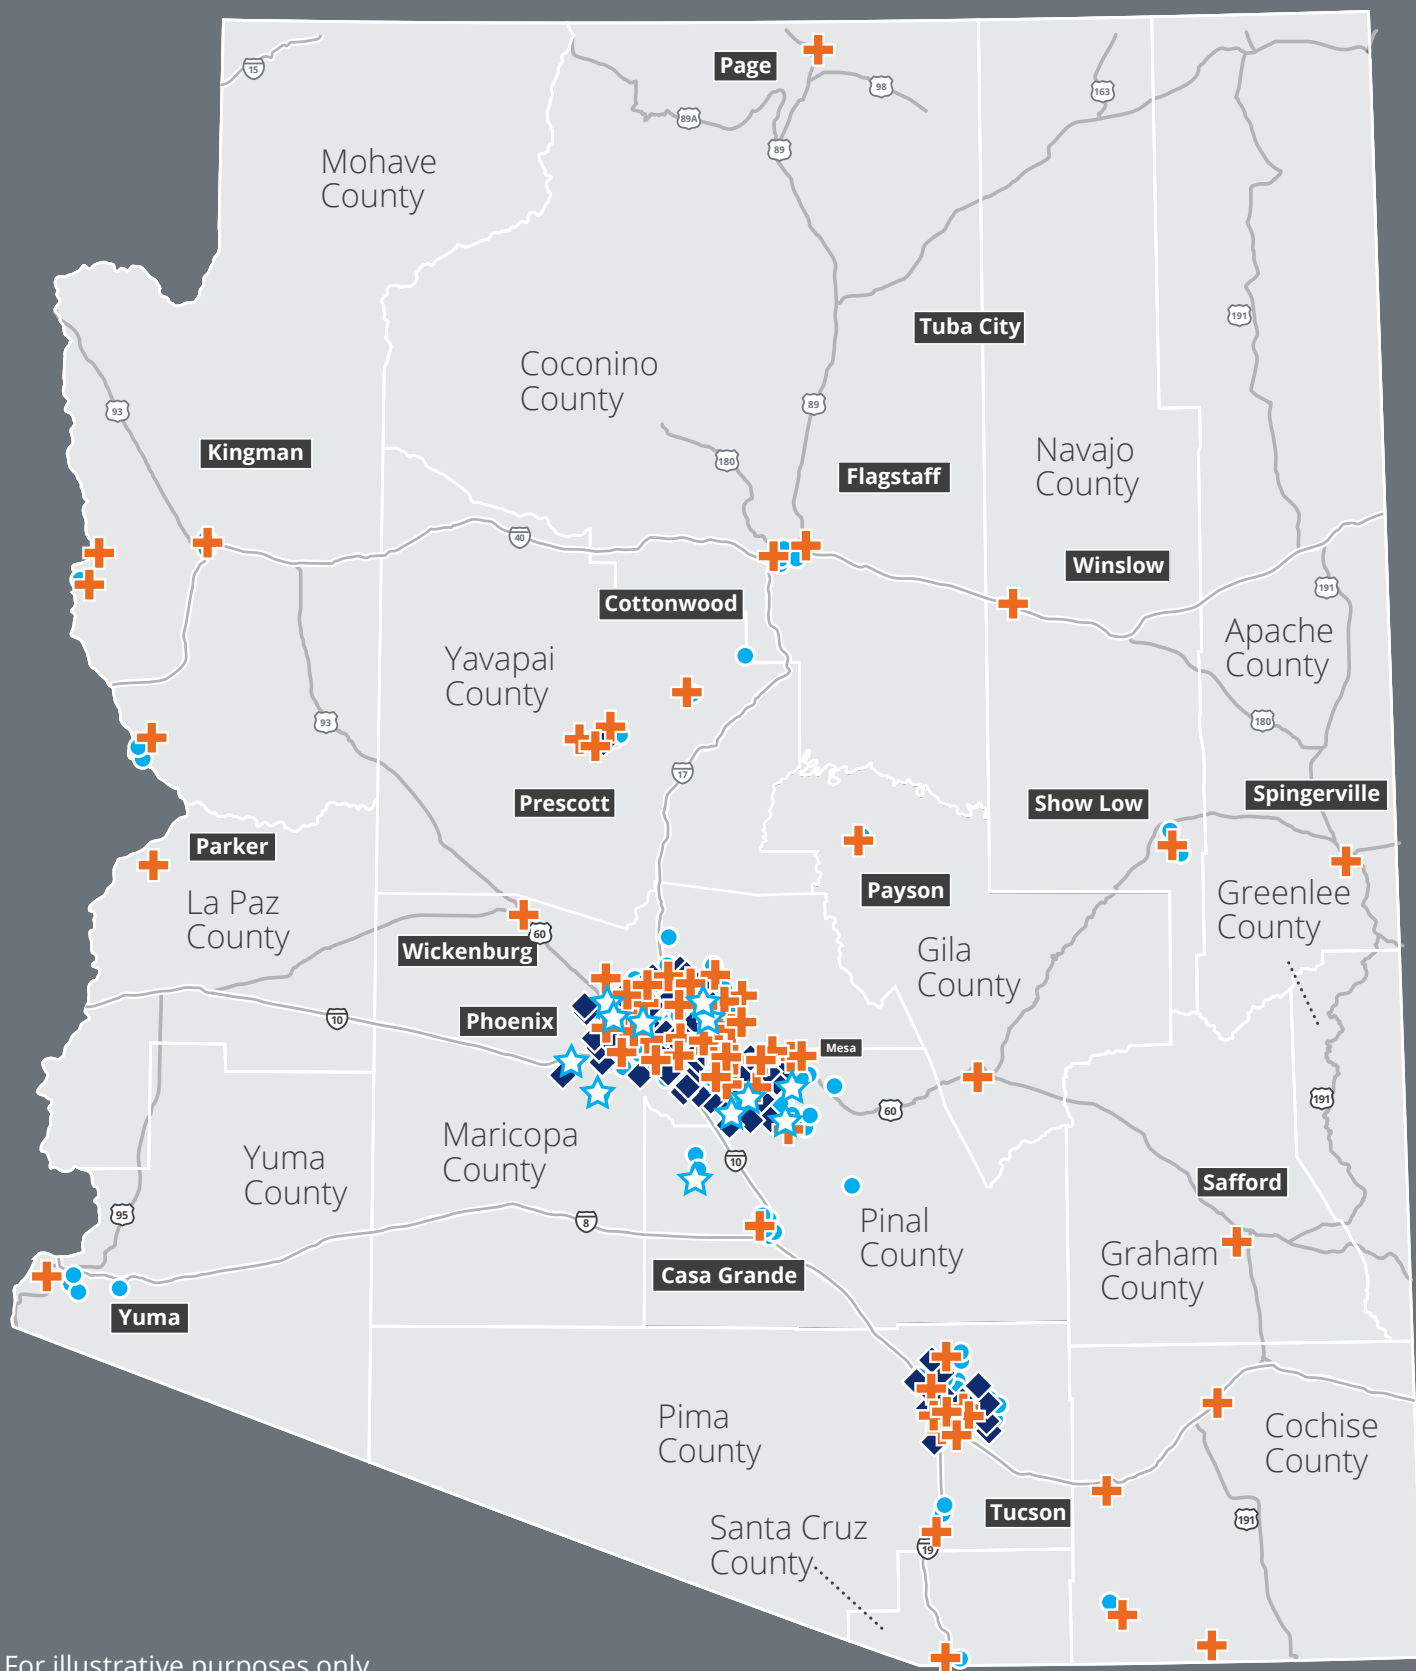 Page
15
98
163
89A
89
Mohave
County
191
Tuba City
Coconino
County
93
89
Kingman
180
Flagstaff
Navajo
County
40
Winslow
191
Cottonwood
Apache
County
Yavapai
County
93
180
17
Prescott
Show Low
Spingerville
Parker
Payson
La Paz
County
Greenlee
County
60
Wickenburg
Gila
County
10
Phoenix
Mesa
60
191
Maricopa
County
Yuma
County
10
Safford
95
8
Pinal
County
Graham
County
Casa Grande
Yuma
Pima
County
Cochise
County
Tucson
191
Santa Cruz
County
19
For illustrative purposes only